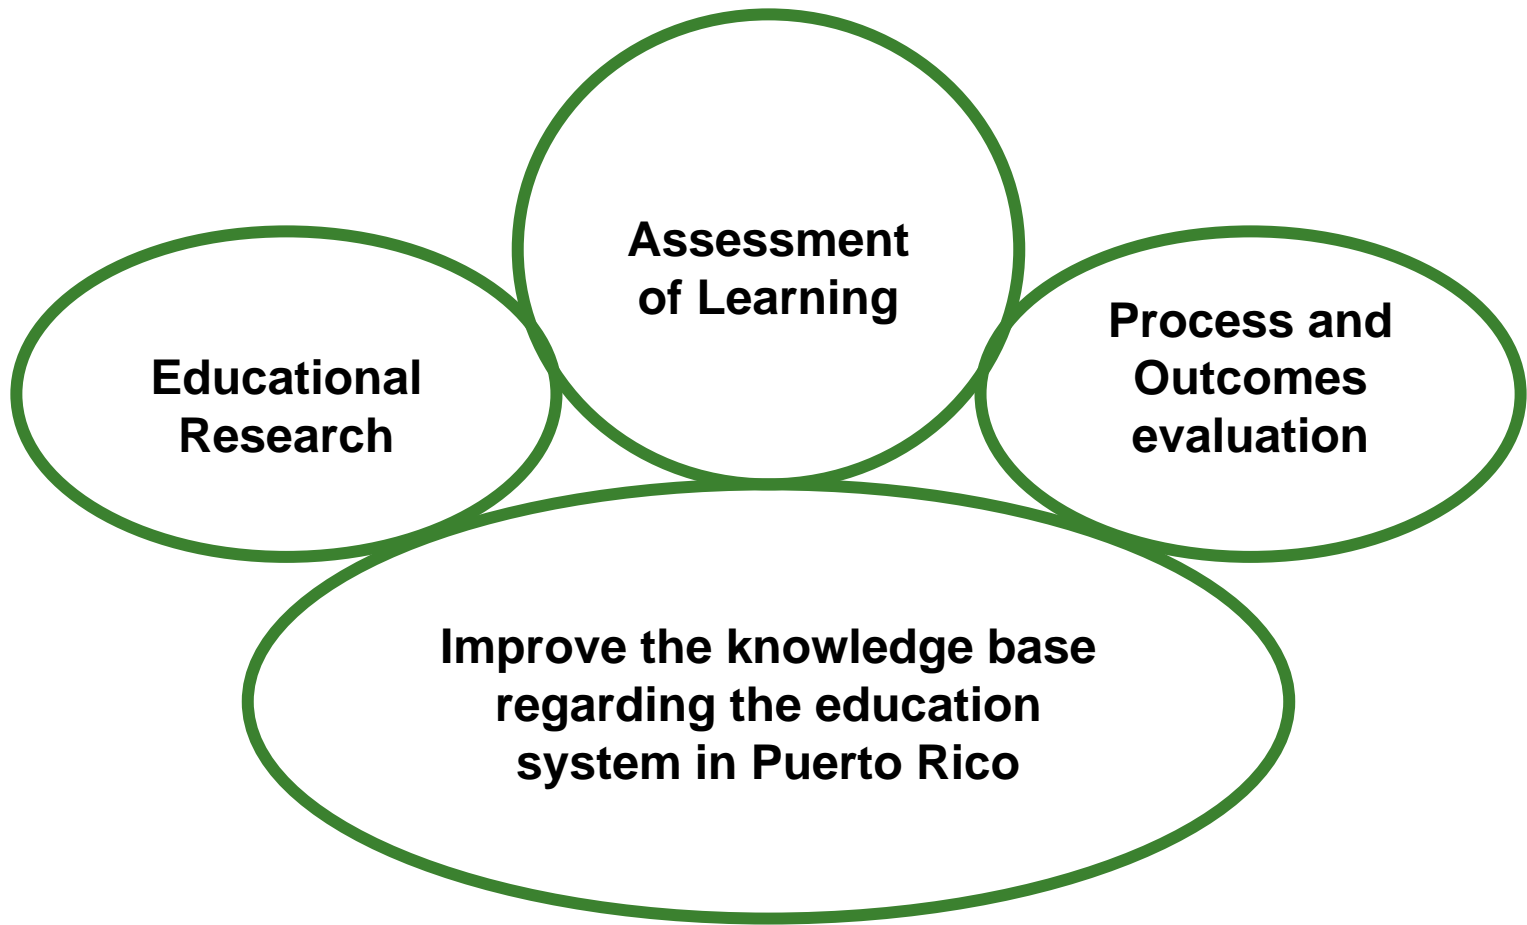 Assessment
of Learning
Educational
Research
Process and
Outcomes
evaluation
Improve the knowledge base
regarding the education
system in Puerto Rico